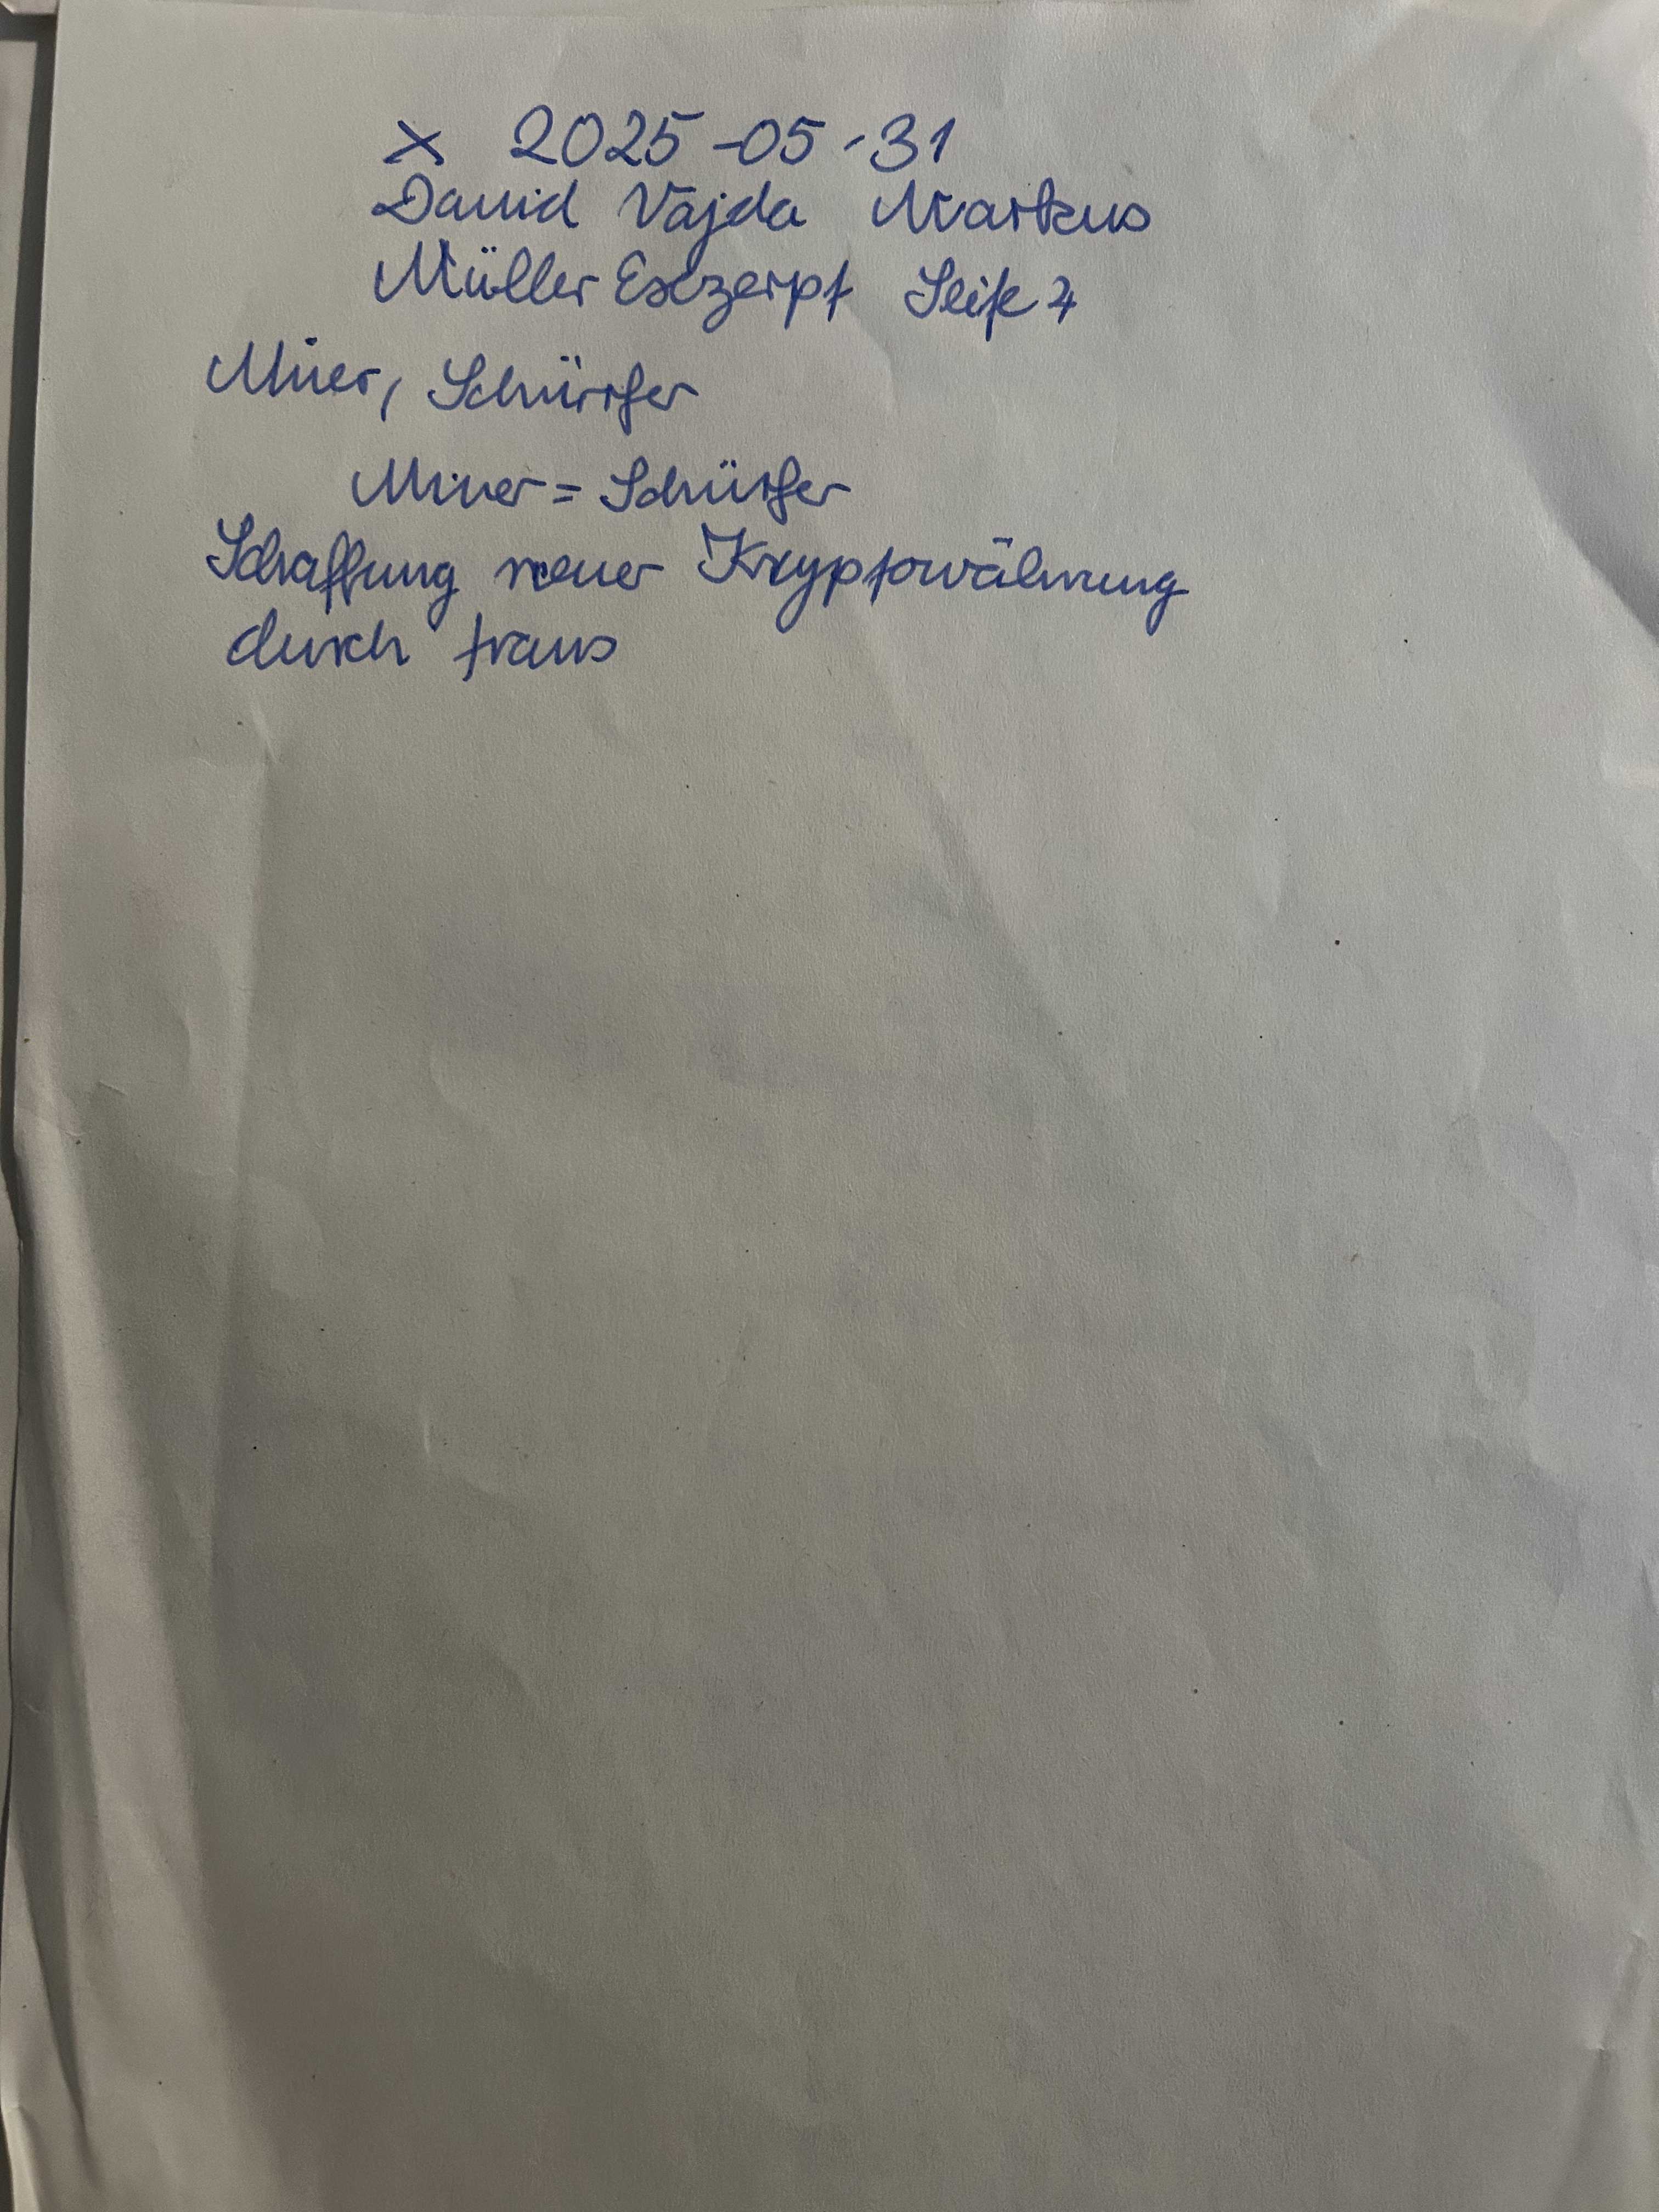 x 2025-05-31
David Vajda Markus
Müller Exzerpt Seite 7
Miner, Schürfer
Miner = Schürfer
Schaffung neuer Kryptowährung
durch trans